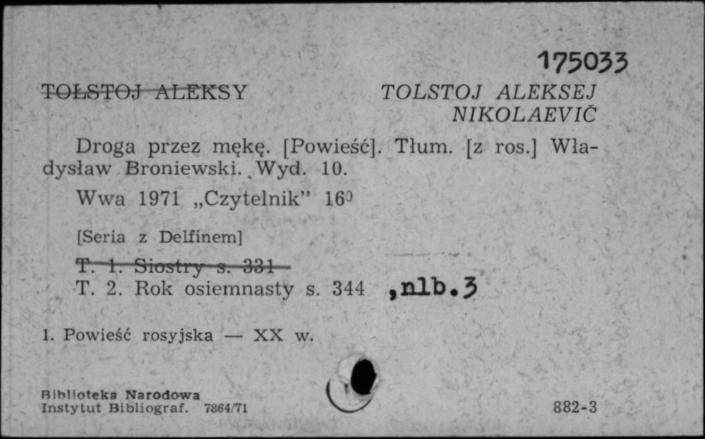 175033
TOŁSTOJ ALEKSY TOLSTOJ ALEKSEJ
NIKOLAEVIČ
Droga przez mękę. [Powieść]. Tłum. [z ros.] Wła-
dysław Broniewski. Wyd. 10.
Wwa 1971 „Czytelnik” 16⁰
[Seria z Delfinem]
T. 1. Siostry s. 331
T. 2. Rok osiemnasty s. 344 ,nlb.3
1. Powieść rosyjska — XX w.
Biblioteka Narodowa
Instytut Bibliograf. 7864/71 882-3